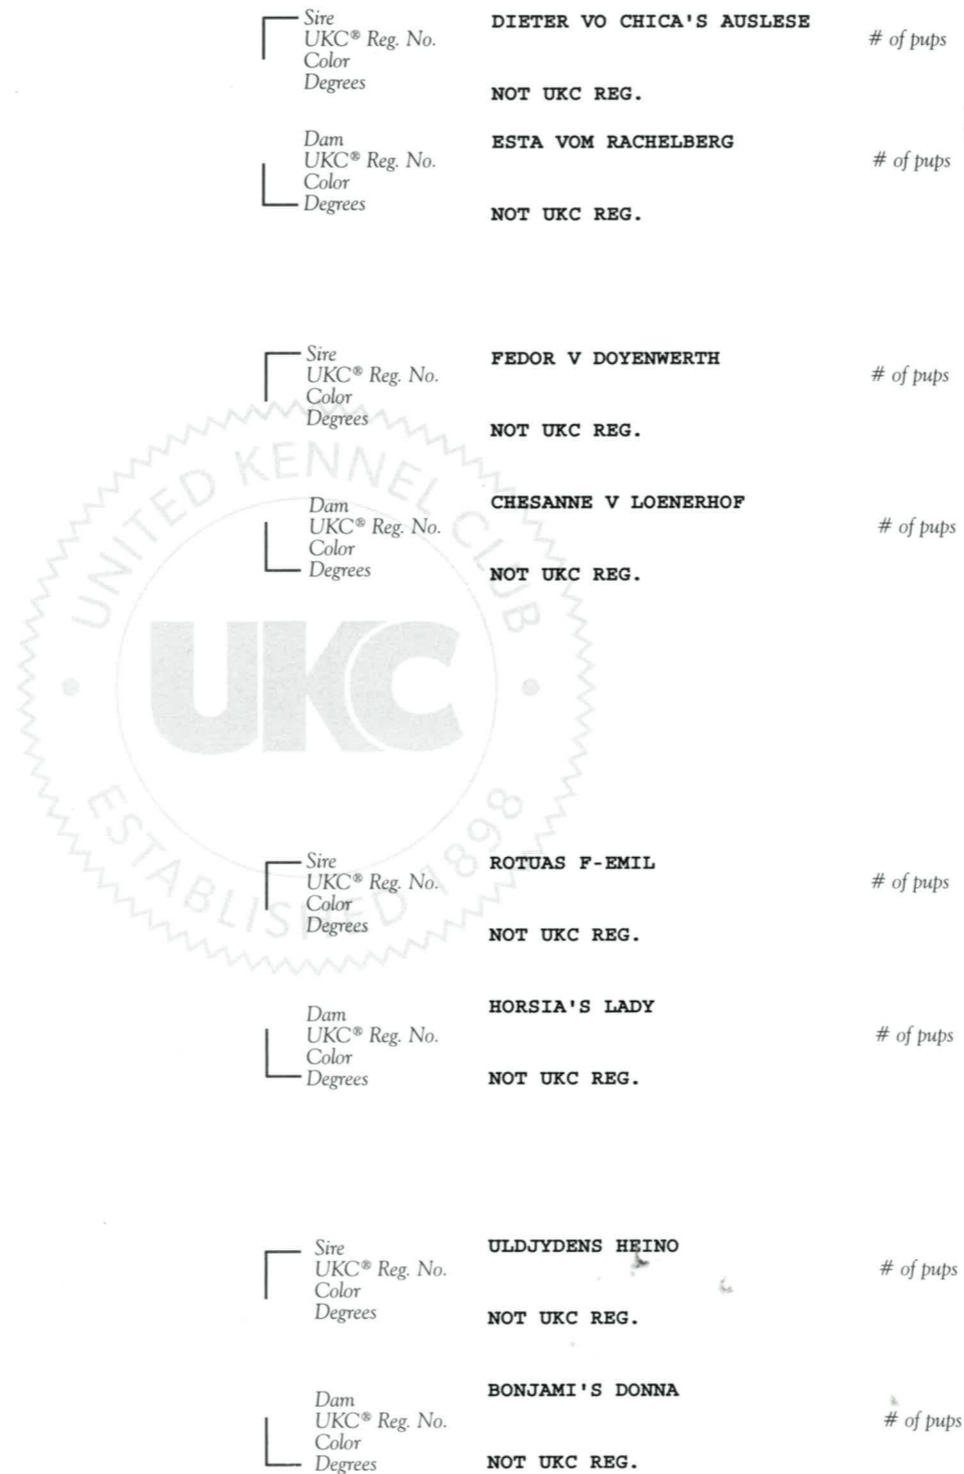 Sire
DIETER VO CHICA'S AUSLESE
UKC® Reg. No.
# of pups
Color
Degrees
NOT UKC REG.
Dam
ESTA VOM RACHELBERG
UKC® Reg. No.
# of pups
Color
Degrees
NOT UKC REG.
Sire
FEDOR V DOYENWERTH
UKC® Reg. No.
# of pups
Color
Degrees
NOT UKC REG.
Dam
CHESANNE V LOENERHOF
UKC® Reg. No.
# of pups
Color
Degrees
NOT UKC REG.
UNITED KENNEL CLUB
UKC
ESTABLISHED 1898
Sire
ROTUAS F-EMIL
UKC® Reg. No.
# of pups
Color
Degrees
NOT UKC REG.
Dam
HORSIA'S LADY
UKC® Reg. No.
# of pups
Color
Degrees
NOT UKC REG.
Sire
ULDJYDENS HEINO
UKC® Reg. No.
# of pups
Color
Degrees
NOT UKC REG.
Dam
BONJAMI'S DONNA
UKC® Reg. No.
# of pups
Color
Degrees
NOT UKC REG.